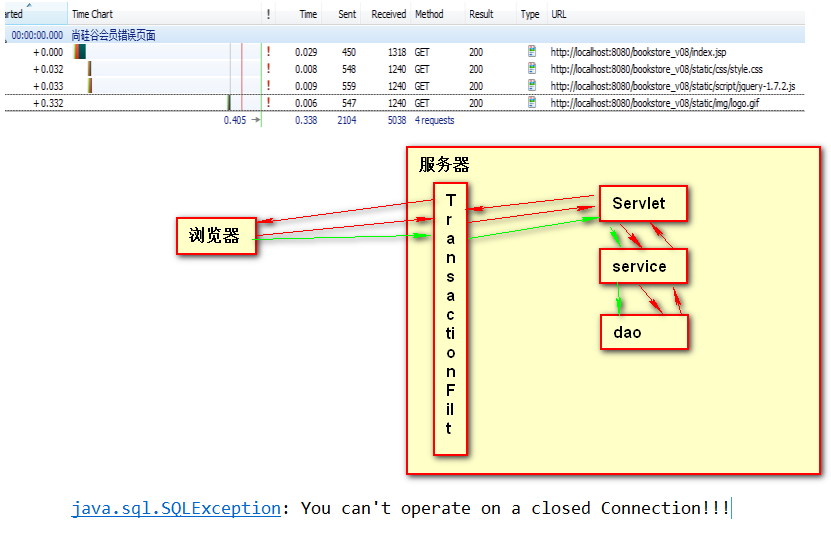 arted Time Chart ! Time Sent Received Method Result Type URL
00:00:00.000 尚硅谷会员错误页面
+ 0.000 ! 0.029 450 1318 GET 200 http://localhost:8080/bookstore_v08/index.jsp
+ 0.032 ! 0.008 548 1240 GET 200 http://localhost:8080/bookstore_v08/static/css/style.css
+ 0.033 ! 0.009 559 1240 GET 200 http://localhost:8080/bookstore_v08/static/script/jquery-1.7.2.js
+ 0.332 ! 0.006 547 1240 GET 200 http://localhost:8080/bookstore_v08/static/img/logo.gif
0.405 0.338 2104 5038 4 requests
服务器
浏览器
TransactionFilt
Servlet
service
dao
java.sql.SQLException: You can't operate on a closed Connection!!!